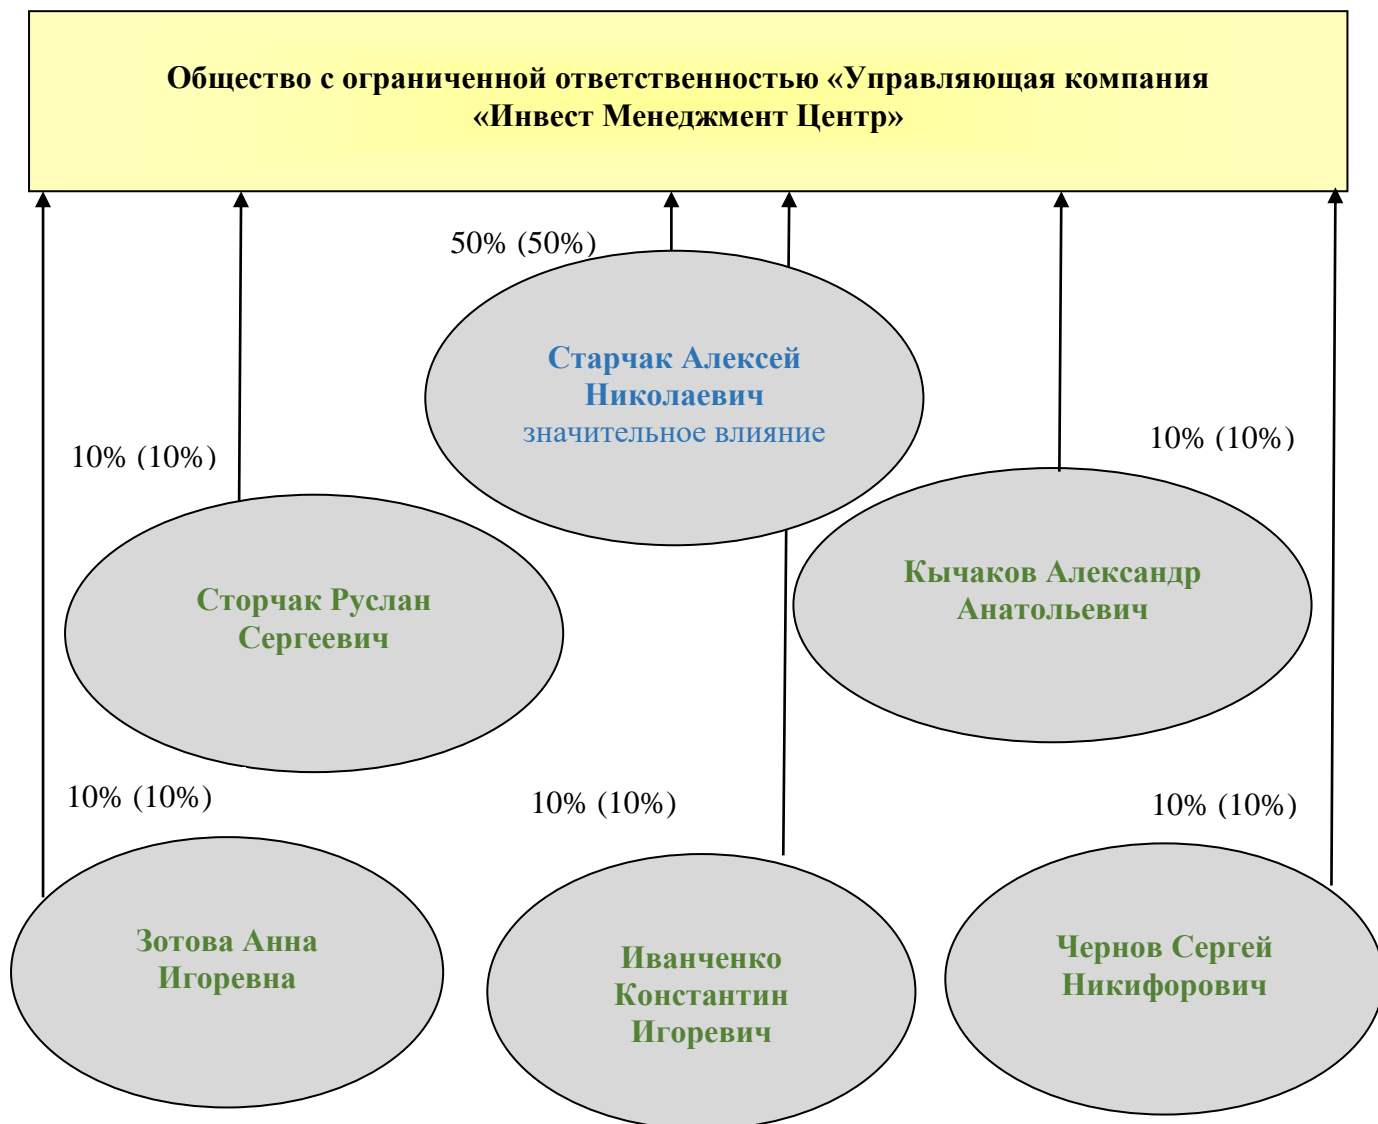 Общество с ограниченной ответственностью «Управляющая компания
«Инвест Менеджмент Центр»
50% (50%)
Старчак Алексей
Николаевич
значительное влияние
10% (10%)
10% (10%)
Сторчак Руслан
Сергеевич
Кычаков Александр
Анатольевич
10% (10%)
10% (10%)
10% (10%)
Зотова Анна
Игоревна
Иванченко
Константин
Игоревич
Чернов Сергей
Никифорович